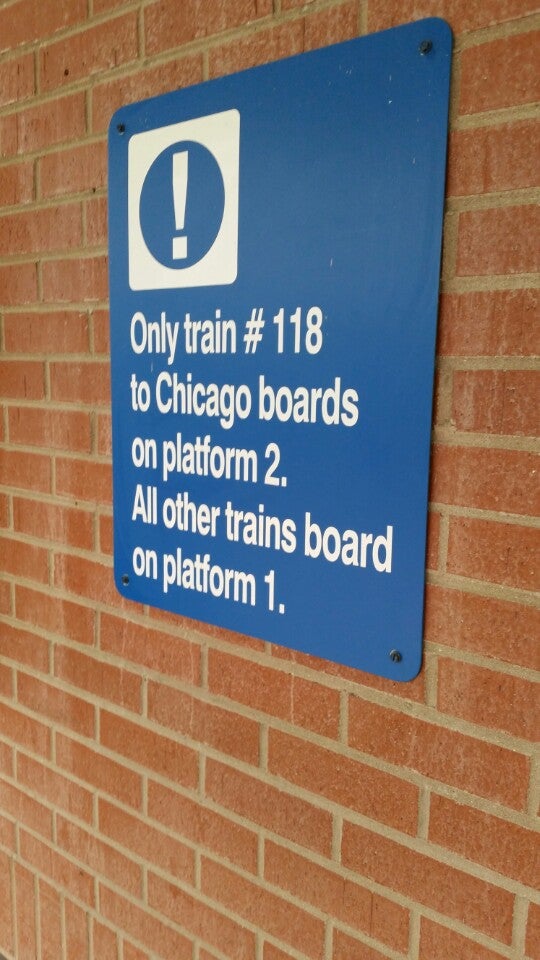 !
Only train # 118
to Chicago boards
on platform 2.
All other trains board
on platform 1.